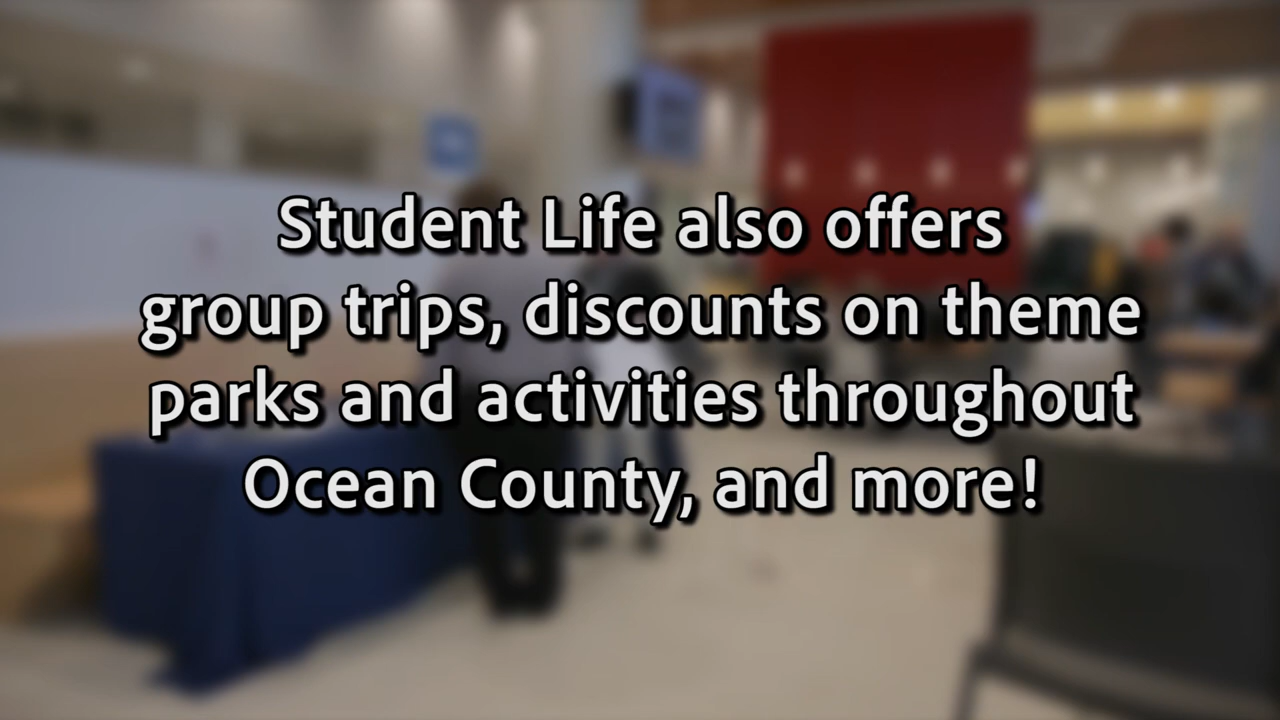 Student Life also offers
group trips, discounts on theme
parks and activities throughout
Ocean County, and more!